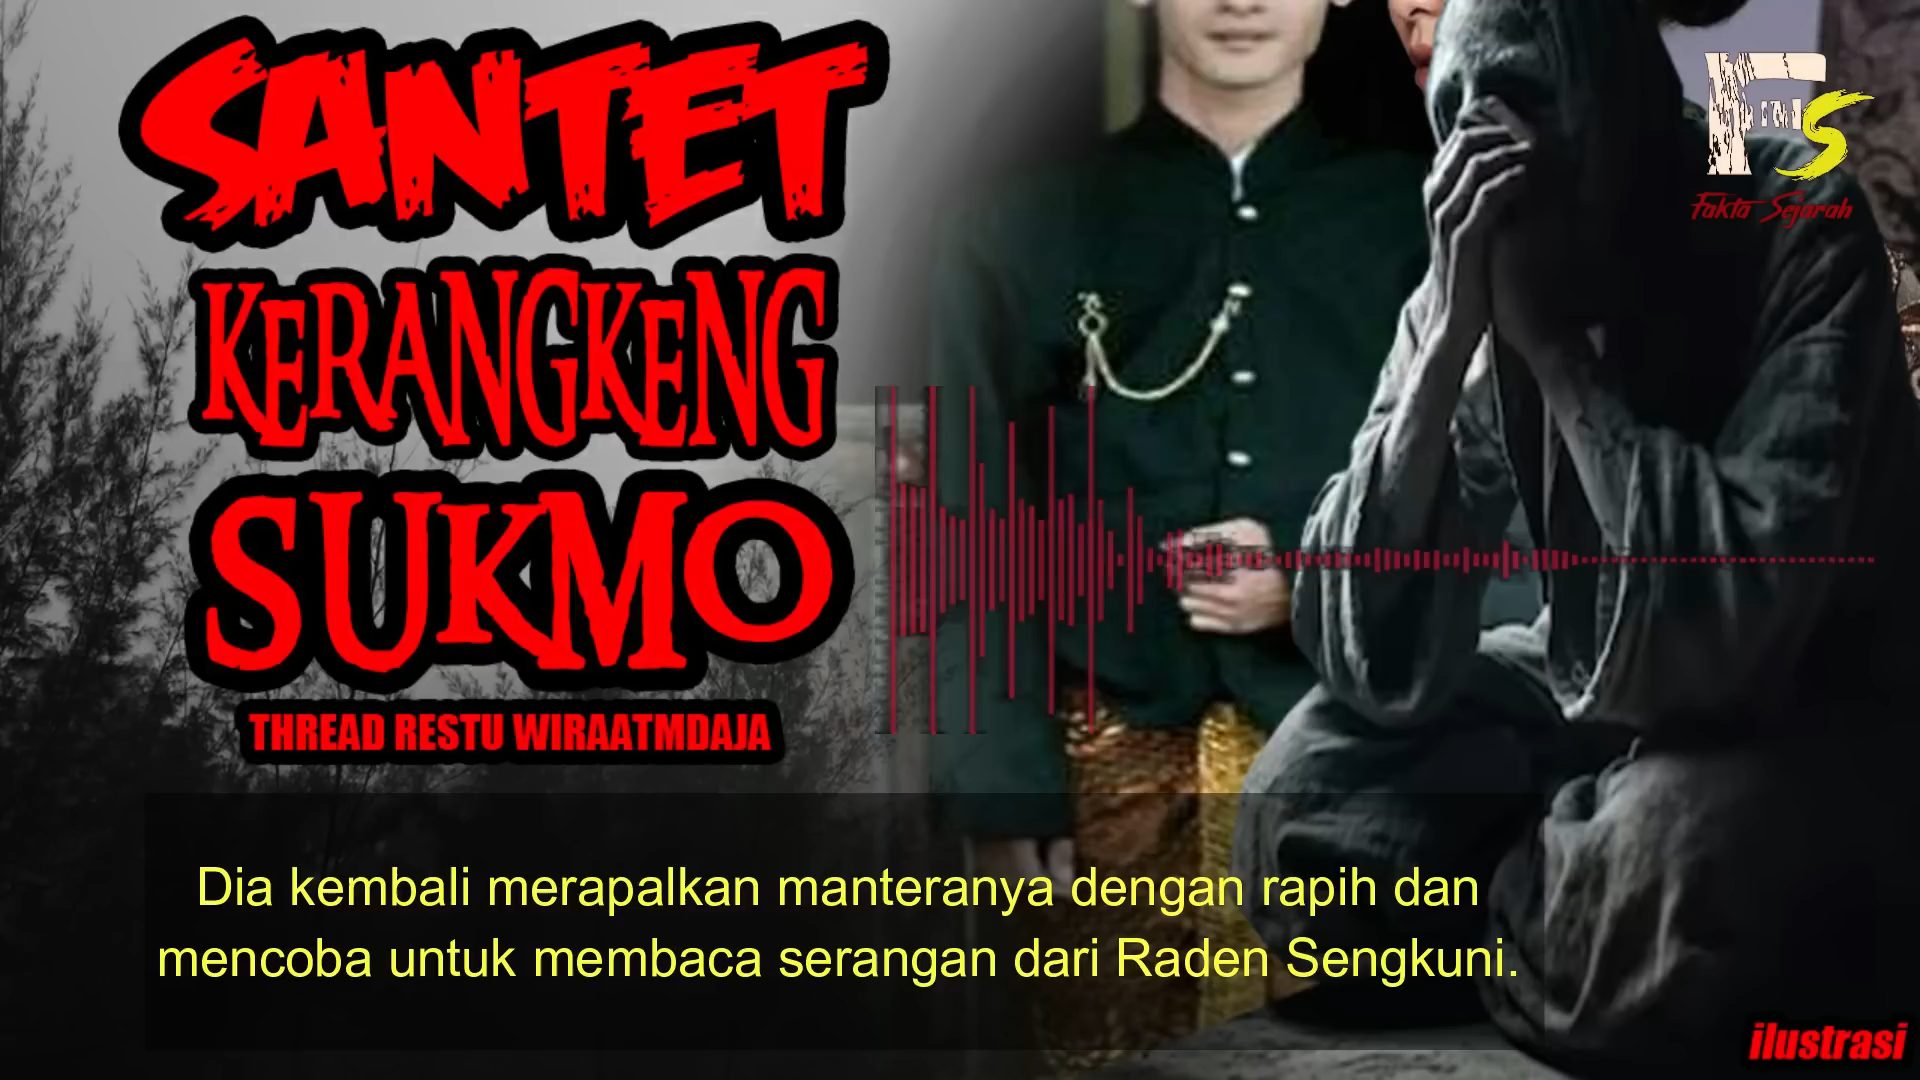 SANTET
KERANGKENG
SUKMO
THREAD RESTU WIRAATMDAJA
FS
Fakta Sejarah
Dia kembali merapalkan manteranya dengan rapih dan
mencoba untuk membaca serangan dari Raden Sengkuni.
ilustrasi